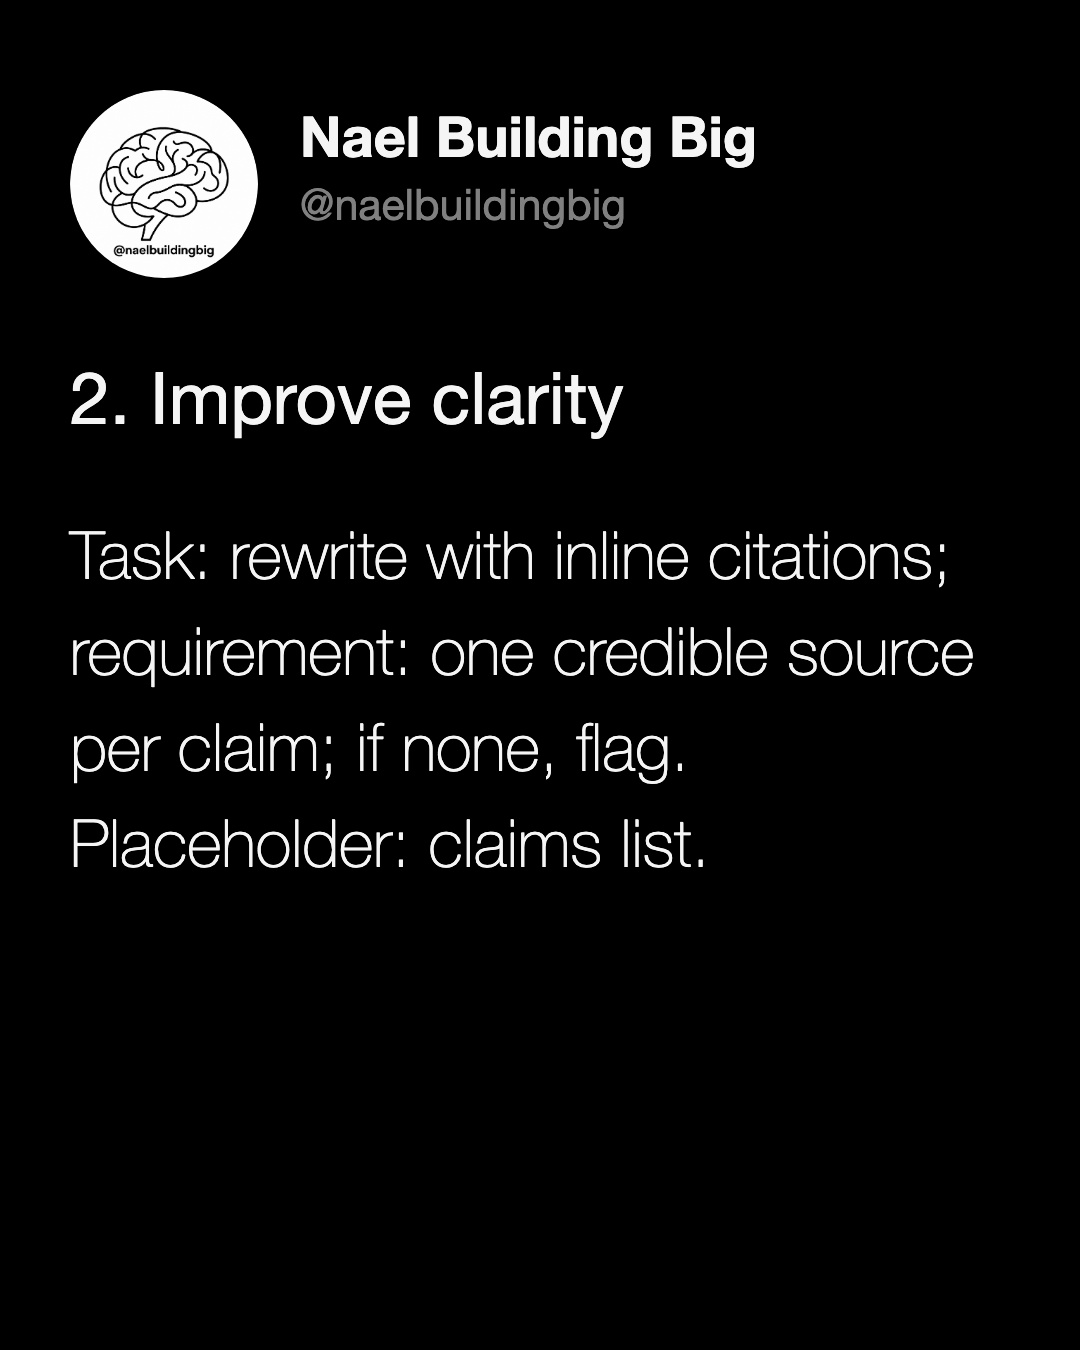 Nael Building Big
@naelbuildingbig
@naelbuildingbig
2. Improve clarity
Task: rewrite with inline citations;
requirement: one credible source
per claim; if none, flag.
Placeholder: claims list.